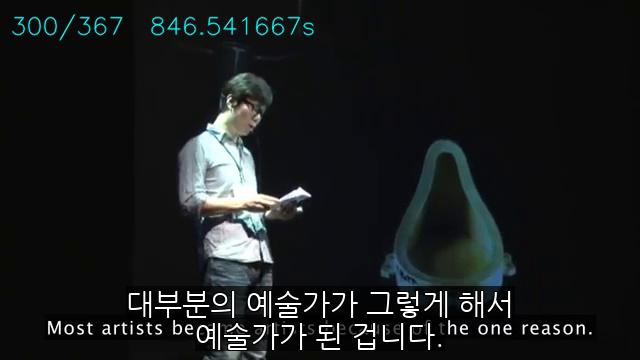 300/367 846.541667s
대부분의 예술가가 그렇게 해서
Most artists be of the one reason.
예술가가 된 겁니다.